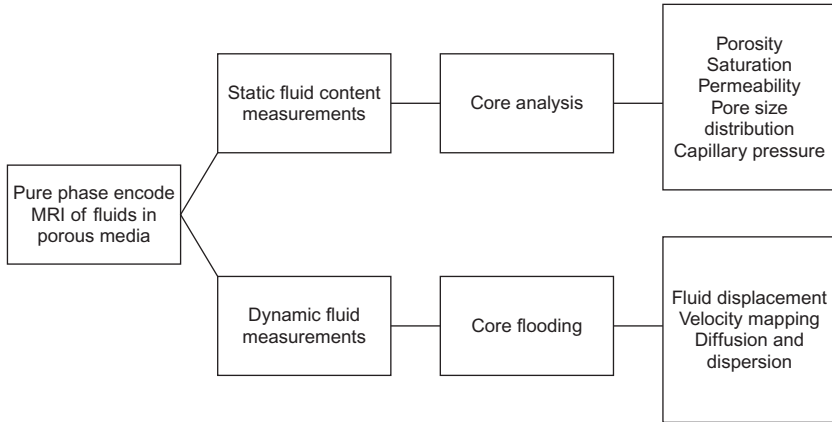 Pure phase encode
MRI of fluids in
porous media
Static fluid content
measurements
Core analysis
Porosity
Saturation
Permeability
Pore size
distribution
Capillary pressure
Dynamic fluid
measurements
Core flooding
Fluid displacement
Velocity mapping
Diffusion and
dispersion